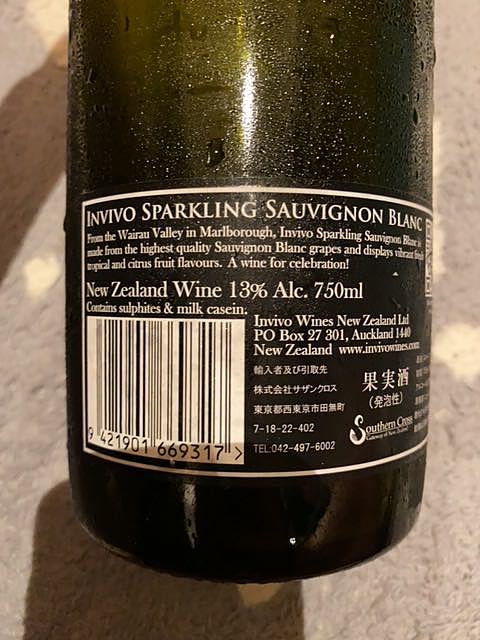 INVIVO SPARKLING SAUVIGNON BLANC
From the Wairau Valley in Marlborough, Invivo Sparkling Sauvignon Blanc is
made from the highest quality Sauvignon Blanc grapes and displays vibrant fresh
tropical and citrus fruit flavours. A wine for celebration!
New Zealand Wine 13% Alc. 750ml
Contains sulphites & milk casein.
Invivo Wines New Zealand Ltd
PO Box 27 301, Auckland 1440
New Zealand www.invivowines.com
輸入者及び引取先
株式会社サザンクロス
東京都西東京市田無町
7-18-22-402
TEL:042-497-6002
果実酒
(発泡性)
Southern Cross
Gateway of New Zealand
9 421901 669317 >